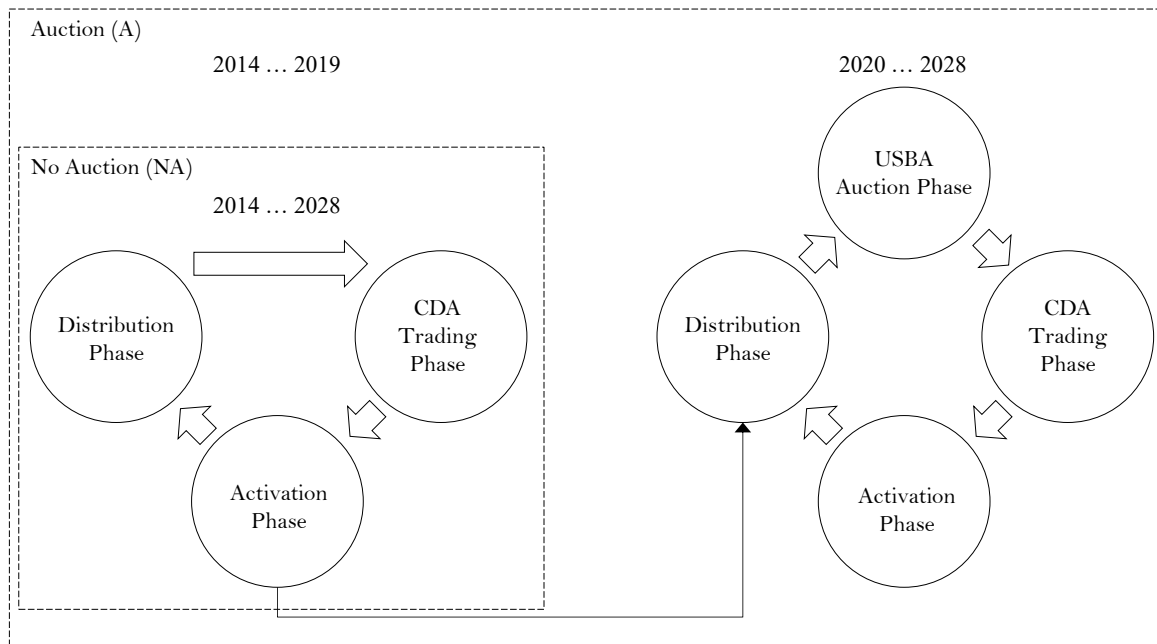 Auction (A)
2014 … 2019
2020 … 2028
No Auction (NA)
2014 … 2028
Distribution
Phase
CDA
Trading
Phase
Activation
Phase
USBA
Auction Phase
Distribution
Phase
CDA
Trading
Phase
Activation
Phase